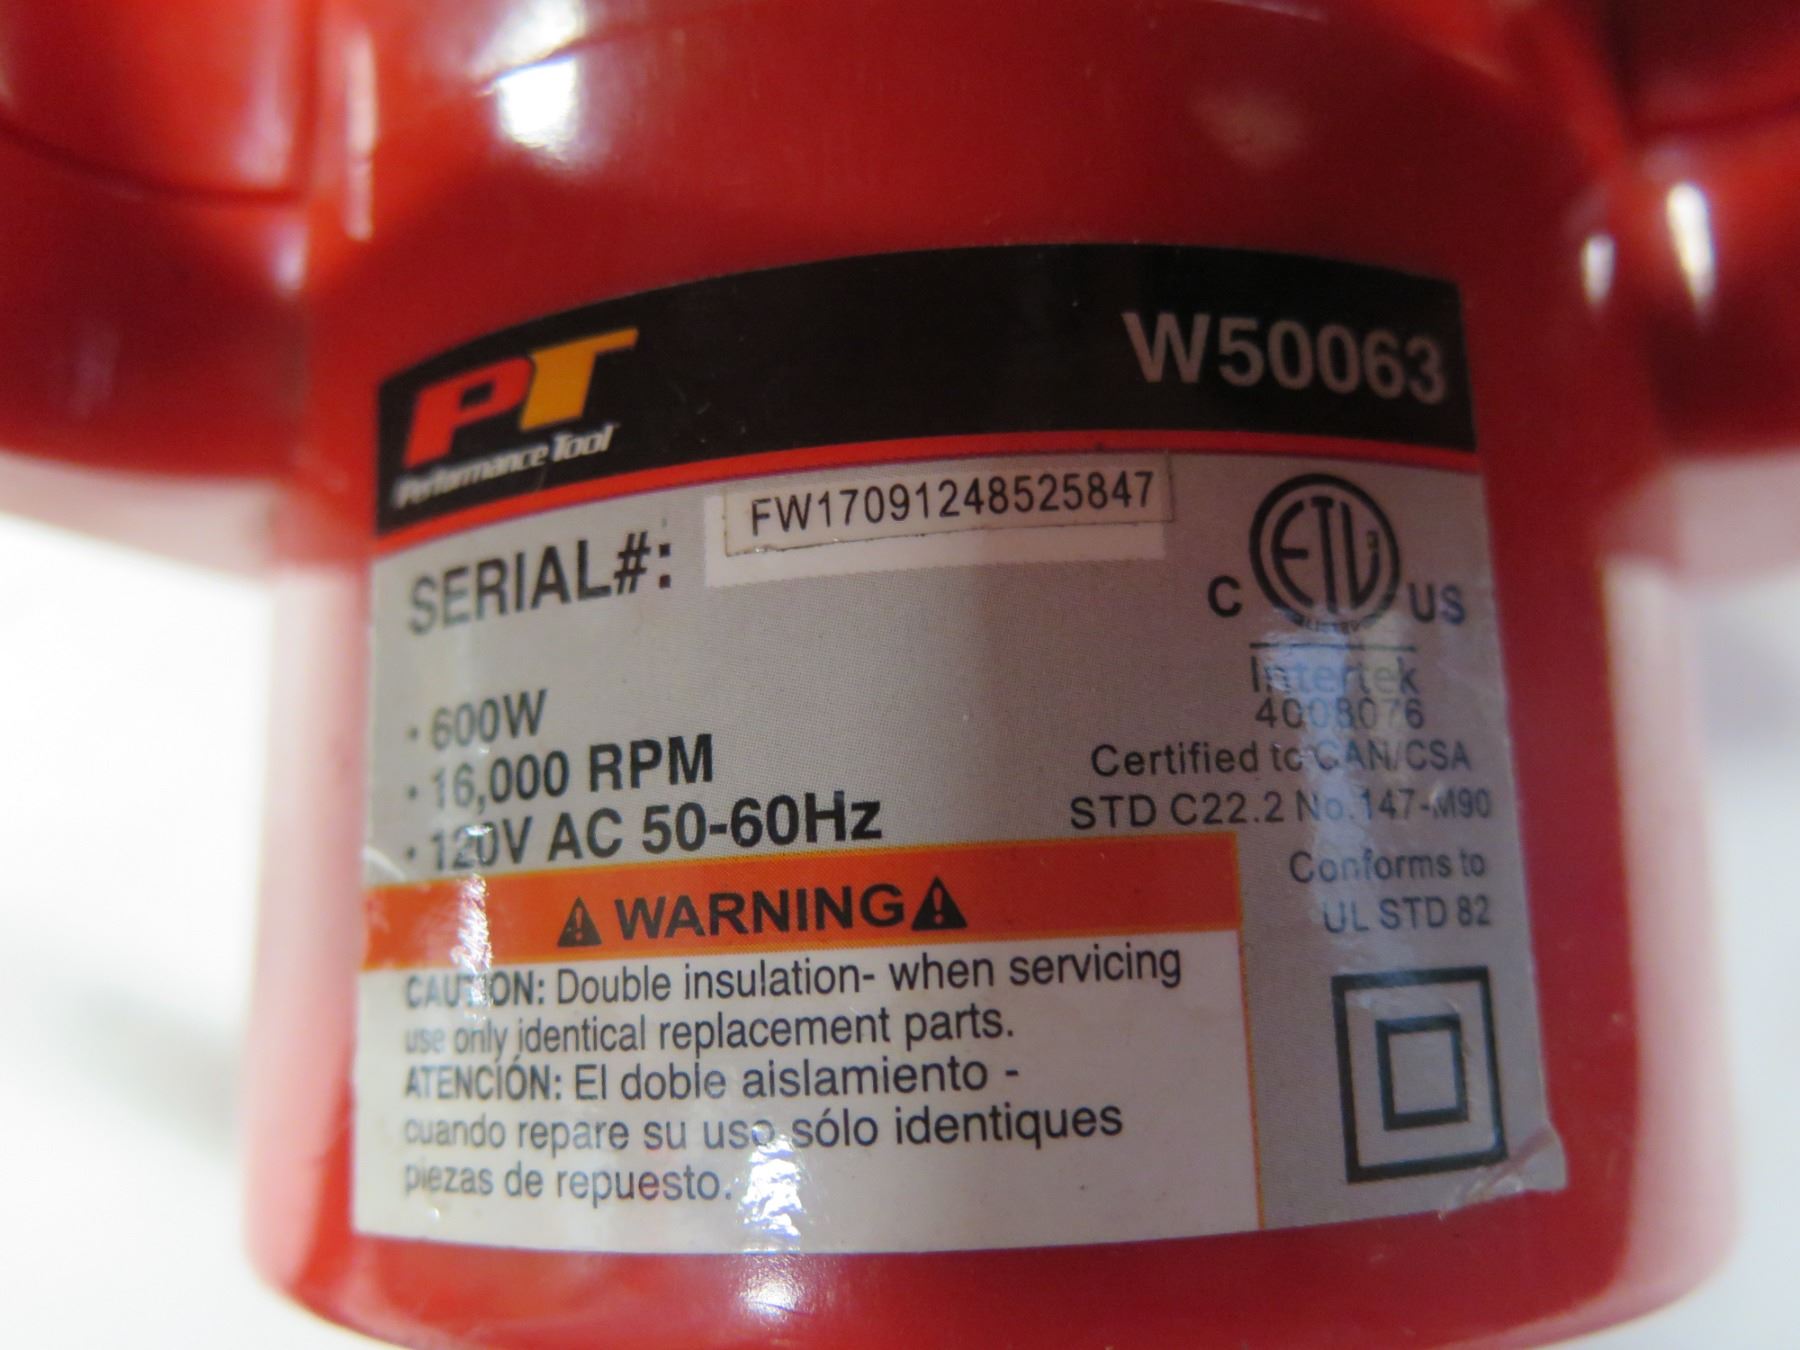 PT
Performance Tool
W50063
SERIAL#: FW17091248525847
· 600W
· 16,000 RPM
· 120V AC 50-60Hz
C ETL US
LISTED
Intertek
4008076
Certified to CAN/CSA
STD C22.2 No.147-M90
Conforms to
UL STD 82
WARNING
CAUTION: Double insulation- when servicing
use only identical replacement parts.
ATENCIÓN: El doble aislamiento -
cuando repare su uso sólo identiques
piezas de repuesto.